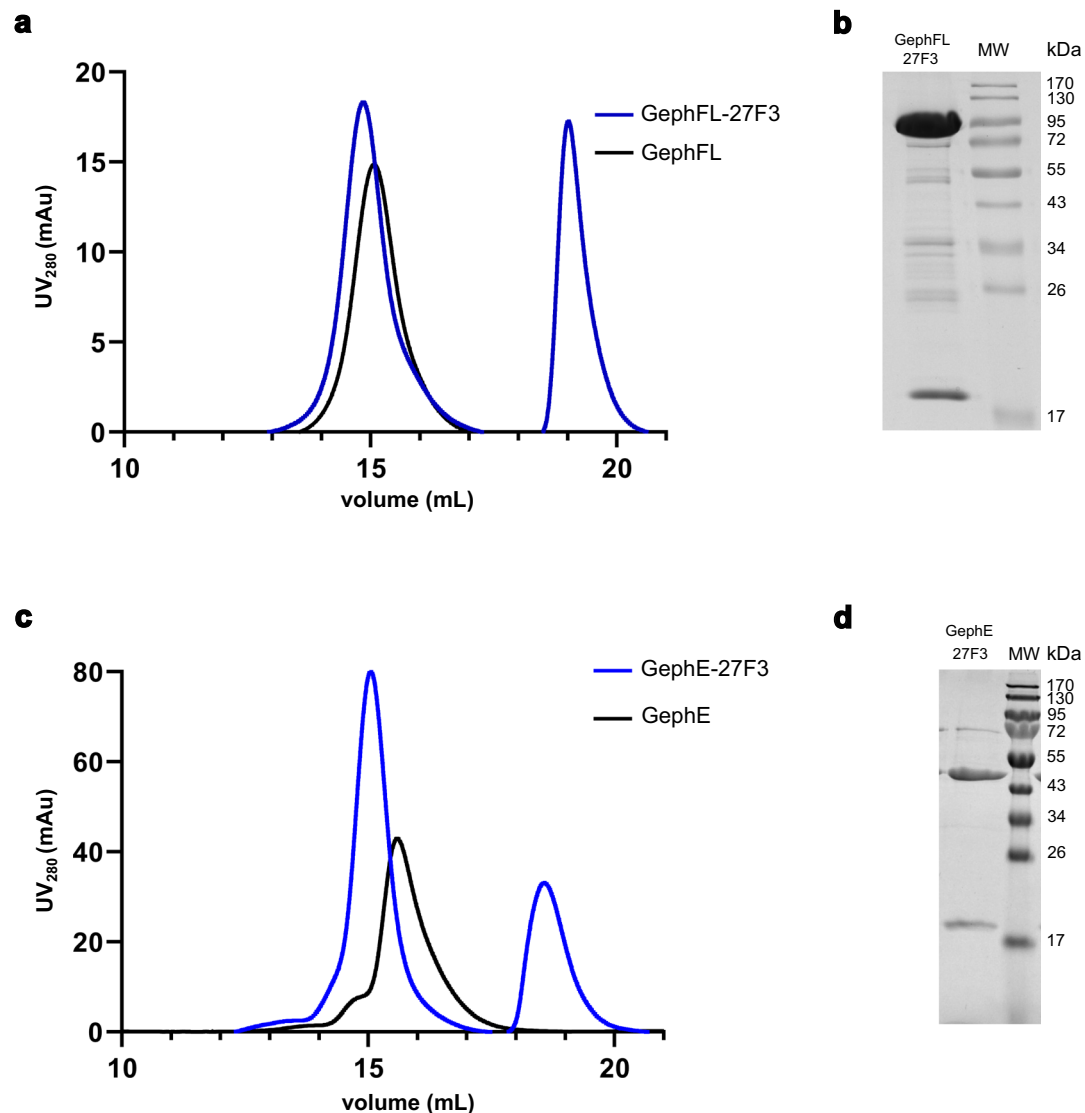 a
20
15
10
5
0
10
15
20
UV280 (mAu)
volume (mL)
GephFL-27F3
GephFL
b
GephFL
27F3
MW
kDa
170
130
95
72
55
43
34
26
17
c
80
60
40
20
0
10
15
20
UV280 (mAu)
volume (mL)
GephE-27F3
GephE
d
GephE
27F3
MW
kDa
170
130
95
72
55
43
34
26
17